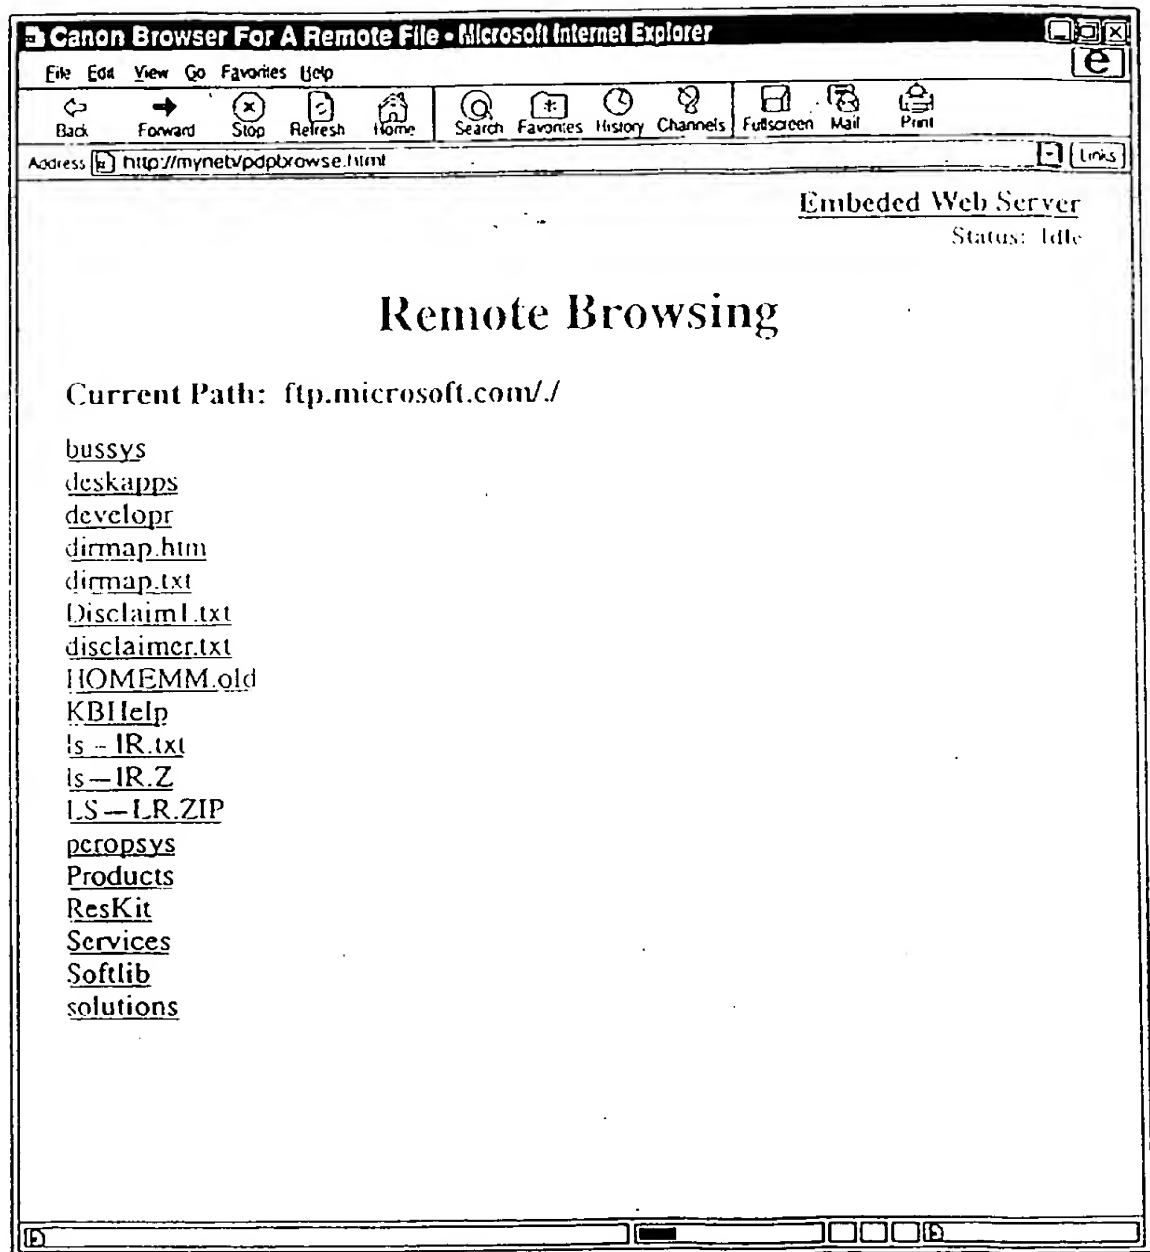 Canon Browser For A Remote File • Microsoft Internet Explorer
File Edit View Go Favorites Help
Back Forward Stop Refresh Home Search Favorites History Channels Fullscreen Mail Print
Address http://mynet/pdpbrowse.html Links
Embeded Web Server
Status: Idle
Remote Browsing
Current Path: ftp.microsoft.com/./
bussys
deskapps
developr
dirmap.htm
dirmap.txt
Disclaim1.txt
disclaimer.txt
HOMEMM.old
KBHelp
ls – lR.txt
ls — lR.Z
LS — LR.ZIP
peropsys
Products
ResKit
Services
Softlib
solutions